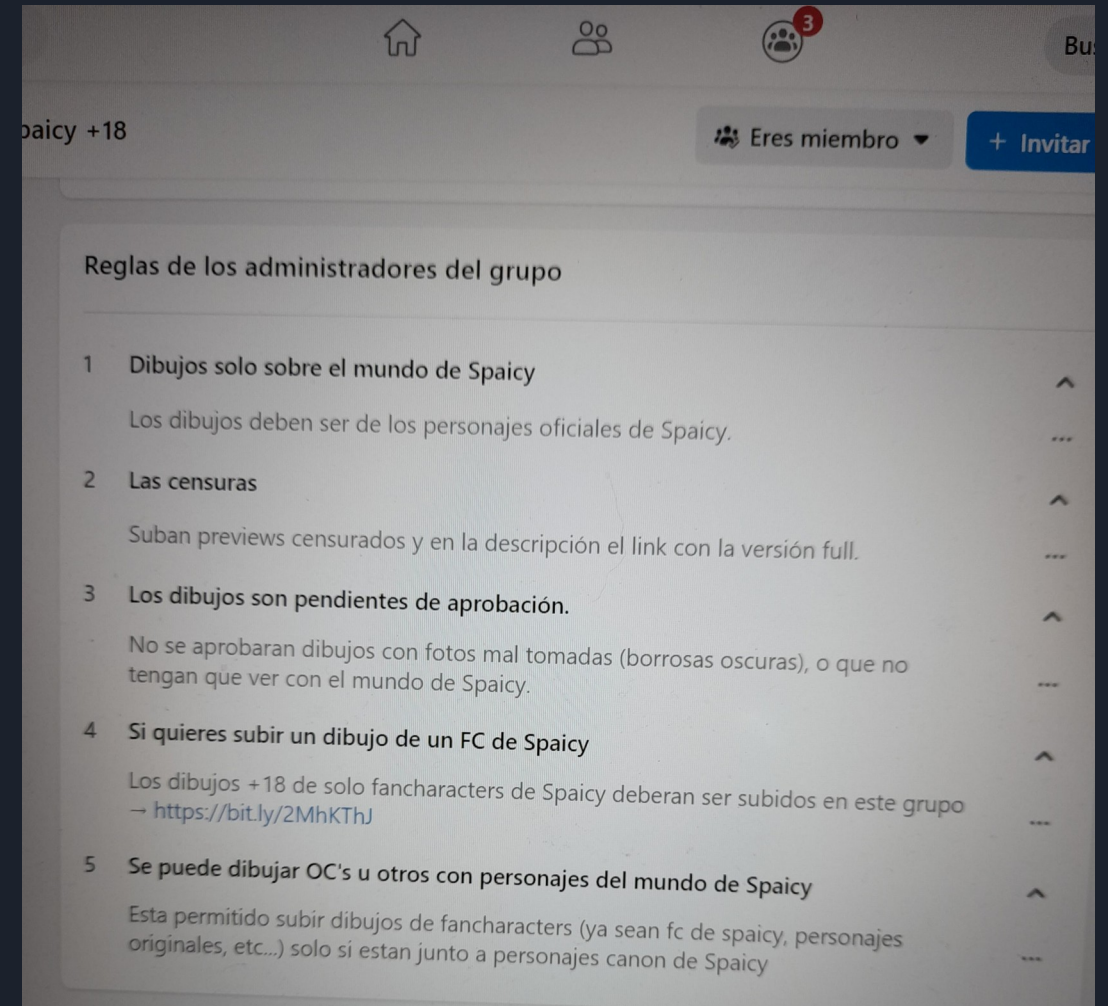 3
Bu
paicy +18
Eres miembro
+ Invitar
Reglas de los administradores del grupo
1 Dibujos solo sobre el mundo de Spaicy
Los dibujos deben ser de los personajes oficiales de Spaicy.
2 Las censuras
Suban previews censurados y en la descripción el link con la versión full.
3 Los dibujos son pendientes de aprobación.
No se aprobaran dibujos con fotos mal tomadas (borrosas oscuras), o que no
tengan que ver con el mundo de Spaicy.
4 Si quieres subir un dibujo de un FC de Spaicy
Los dibujos +18 de solo fancharacters de Spaicy deberan ser subidos en este grupo
→ https://bit.ly/2MhKThJ
5 Se puede dibujar OC's u otros con personajes del mundo de Spaicy
Esta permitido subir dibujos de fancharacters (ya sean fc de spaicy, personajes
originales, etc...) solo si estan junto a personajes canon de Spaicy